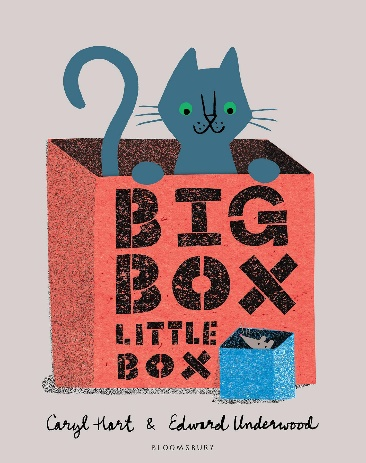 BIG
BOX
LITTLE
BOX
Caryl Hart & Edward Underwood
BLOOMSBURY